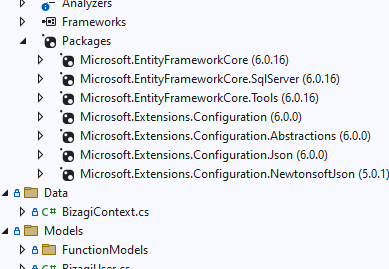 Analyzers
Frameworks
Packages
Microsoft.EntityFrameworkCore (6.0.16)
Microsoft.EntityFrameworkCore.SqlServer (6.0.16)
Microsoft.EntityFrameworkCore.Tools (6.0.16)
Microsoft.Extensions.Configuration (6.0.0)
Microsoft.Extensions.Configuration.Abstractions (6.0.0)
Microsoft.Extensions.Configuration.Json (6.0.0)
Microsoft.Extensions.Configuration.NewtonsoftJson (5.0.1)
Data
C# BizagiContext.cs
Models
FunctionModels
C# BizagiUser.cs